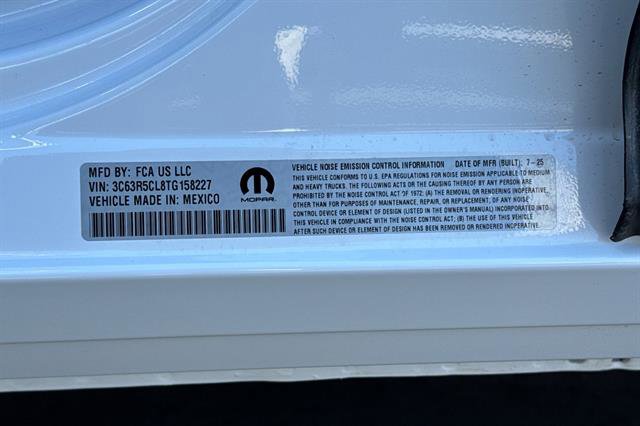 MFD BY: FCA US LLC
VIN: 3C63R5CL8TG158227
VEHICLE MADE IN: MEXICO
MOPAR
VEHICLE NOISE EMISSION CONTROL INFORMATION DATE OF MFR (BUILT): 7-25
THIS VEHICLE CONFORMS TO U.S. EPA REGULATIONS FOR NOISE EMISSION APPLICABLE TO MEDIUM
AND HEAVY TRUCKS. THE FOLLOWING ACTS OR THE CAUSING THEREOF BY ANY PERSON ARE
PROHIBITED BY THE NOISE CONTROL ACT OF 1972: (A) THE REMOVAL OR RENDERING INOPERATIVE,
OTHER THAN FOR PURPOSES OF MAINTENANCE, REPAIR, OR REPLACEMENT, OF ANY NOISE
CONTROL DEVICE OR ELEMENT OF DESIGN (LISTED IN THE OWNER'S MANUAL) INCORPORATED INTO
THIS VEHICLE IN COMPLIANCE WITH THE NOISE CONTROL ACT; (B) THE USE OF THIS VEHICLE
AFTER SUCH DEVICE OR ELEMENT OF DESIGN HAS BEEN REMOVED OR RENDERED INOPERATIVE.